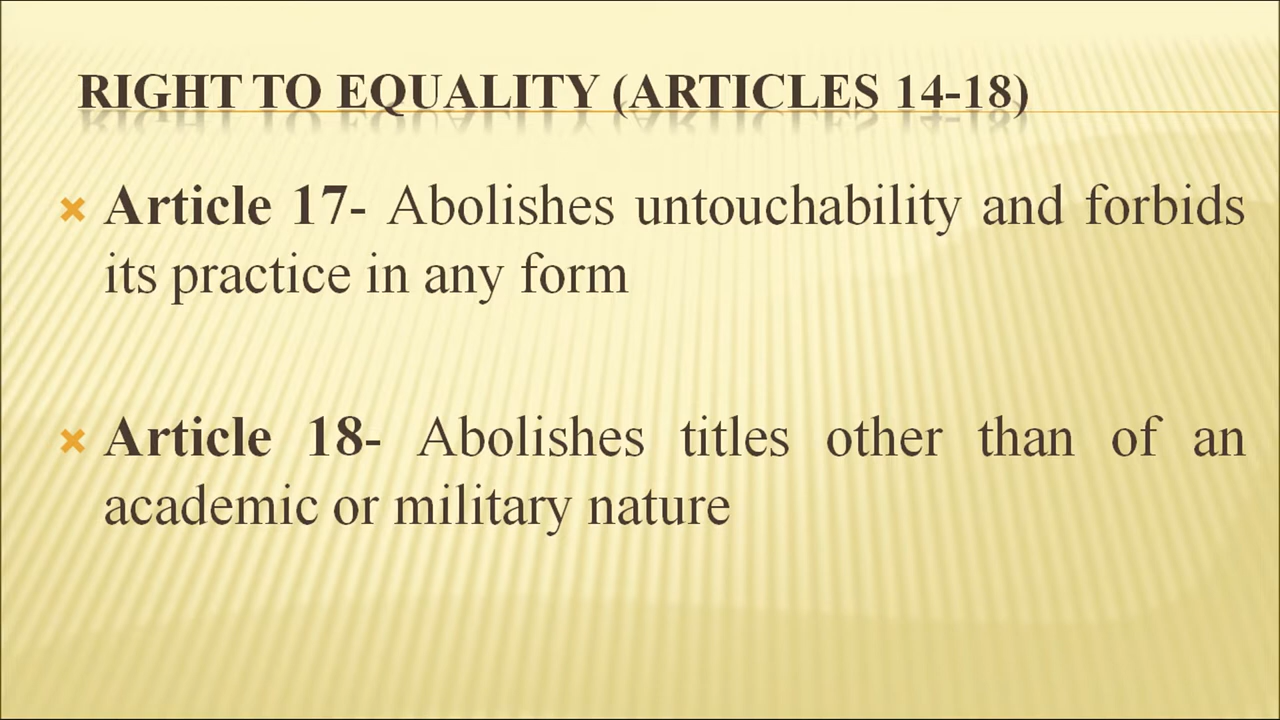 RIGHT TO EQUALITY (ARTICLES 14-18)
Article 17- Abolishes untouchability and forbids
its practice in any form
Article 18- Abolishes titles other than of an
academic or military nature